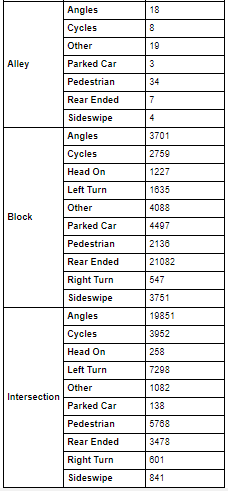 Angles 18
Cycles 8
Other 19
Alley Parked Car 3
Pedestrian 34
Rear Ended 7
Sideswipe 4
Angles 3701
Cycles 2759
Head On 1227
Left Turn 1635
Other 4088
Block Parked Car 4497
Pedestrian 2136
Rear Ended 21082
Right Turn 547
Sideswipe 3751
Angles 19851
Cycles 3952
Head On 258
Left Turn 7298
Other 1082
Intersection Parked Car 138
Pedestrian 5768
Rear Ended 3478
Right Turn 601
Sideswipe 841